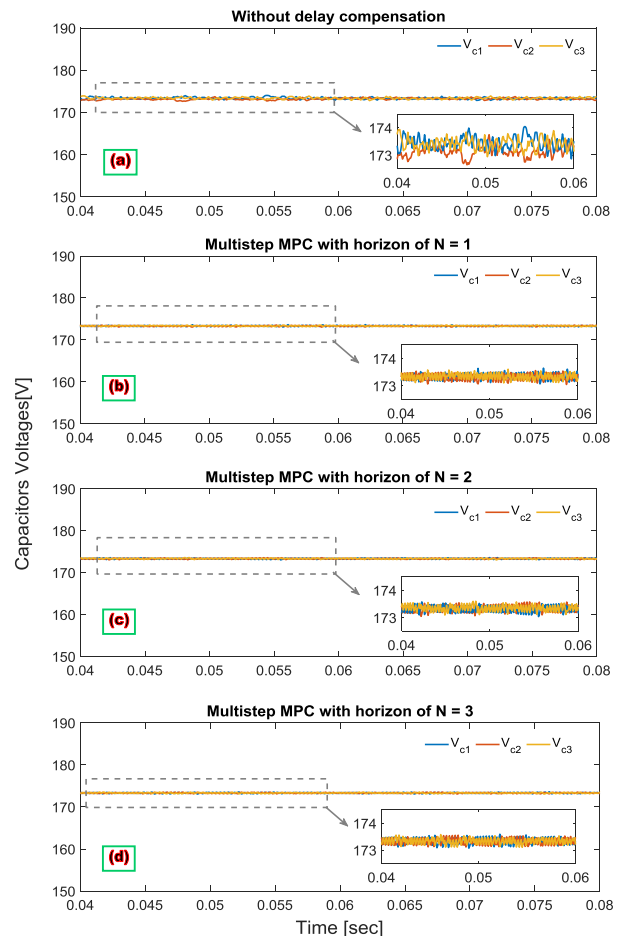 Without delay compensation
190
180
170
160
150
Vc1 Vc2 Vc3
174
173
0.04 0.05 0.06
(a)
0.04 0.045 0.05 0.055 0.06 0.065 0.07 0.075 0.08
Multistep MPC with horizon of N = 1
190
180
170
160
150
Vc1 Vc2 Vc3
174
173
0.04 0.05 0.06
(b)
0.04 0.045 0.05 0.055 0.06 0.065 0.07 0.075 0.08
Capacitors Voltages[V]
Multistep MPC with horizon of N = 2
190
180
170
160
150
Vc1 Vc2 Vc3
174
173
0.04 0.05 0.06
(c)
0.04 0.045 0.05 0.055 0.06 0.065 0.07 0.075 0.08
Multistep MPC with horizon of N = 3
190
180
170
160
150
Vc1 Vc2 Vc3
174
173
0.04 0.05 0.06
(d)
0.04 0.045 0.05 0.055 0.06 0.065 0.07 0.075 0.08
Time [sec]